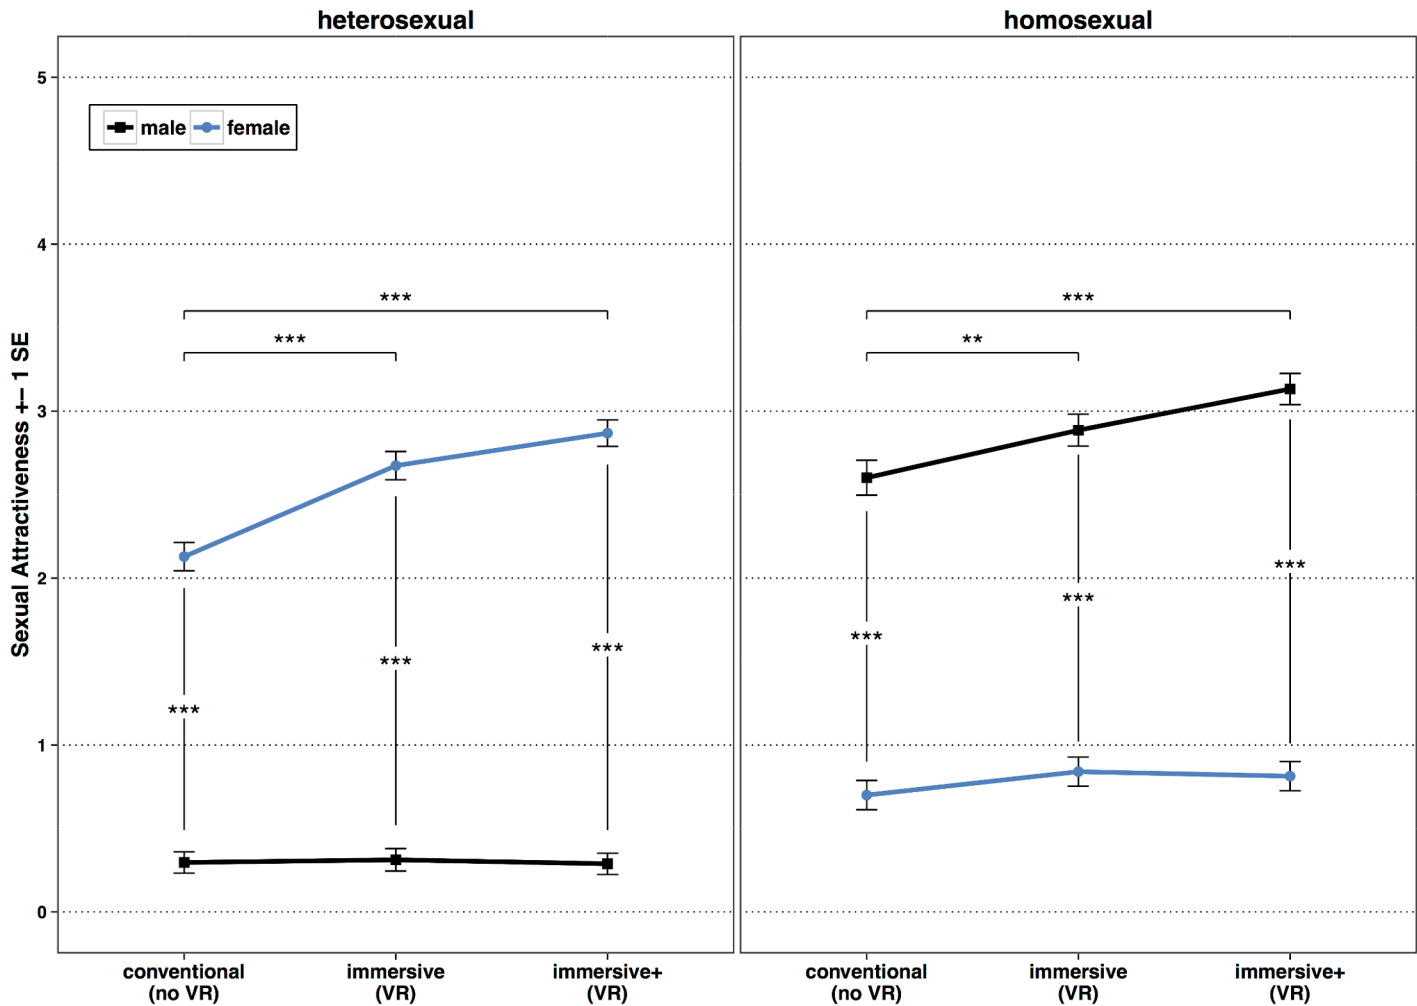 heterosexual
homosexual
Sexual Attractiveness +− 1 SE
5
4
3
2
1
0
male
female
***
***
***
***
***
***
**
***
***
***
conventional
(no VR)
immersive
(VR)
immersive+
(VR)
conventional
(no VR)
immersive
(VR)
immersive+
(VR)